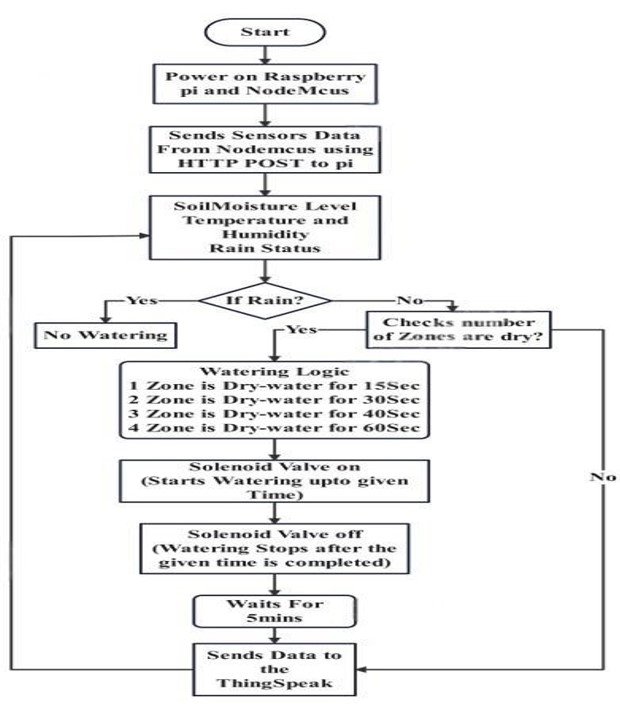 Start
Power on Raspberry
pi and NodeMcus
Sends Sensors Data
From Nodemcus using
HTTP POST to pi
SoilMoisture Level
Temperature and
Humidity
Rain Status
If Rain?
Yes
No
No Watering
Checks number
of Zones are dry?
Yes
Watering Logic
1 Zone is Dry-water for 15Sec
2 Zone is Dry-water for 30Sec
3 Zone is Dry-water for 40Sec
4 Zone is Dry-water for 60Sec
Solenoid Valve on
(Starts Watering upto given
Time)
No
Solenoid Valve off
(Watering Stops after the
given time is completed)
Waits For
5mins
Sends Data to
the
ThingSpeak